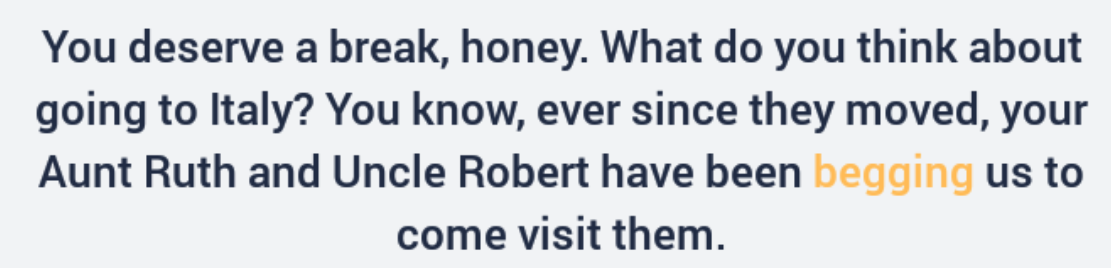 You deserve a break, honey. What do you think about
going to Italy? You know, ever since they moved, your
Aunt Ruth and Uncle Robert have been begging us to
come visit them.